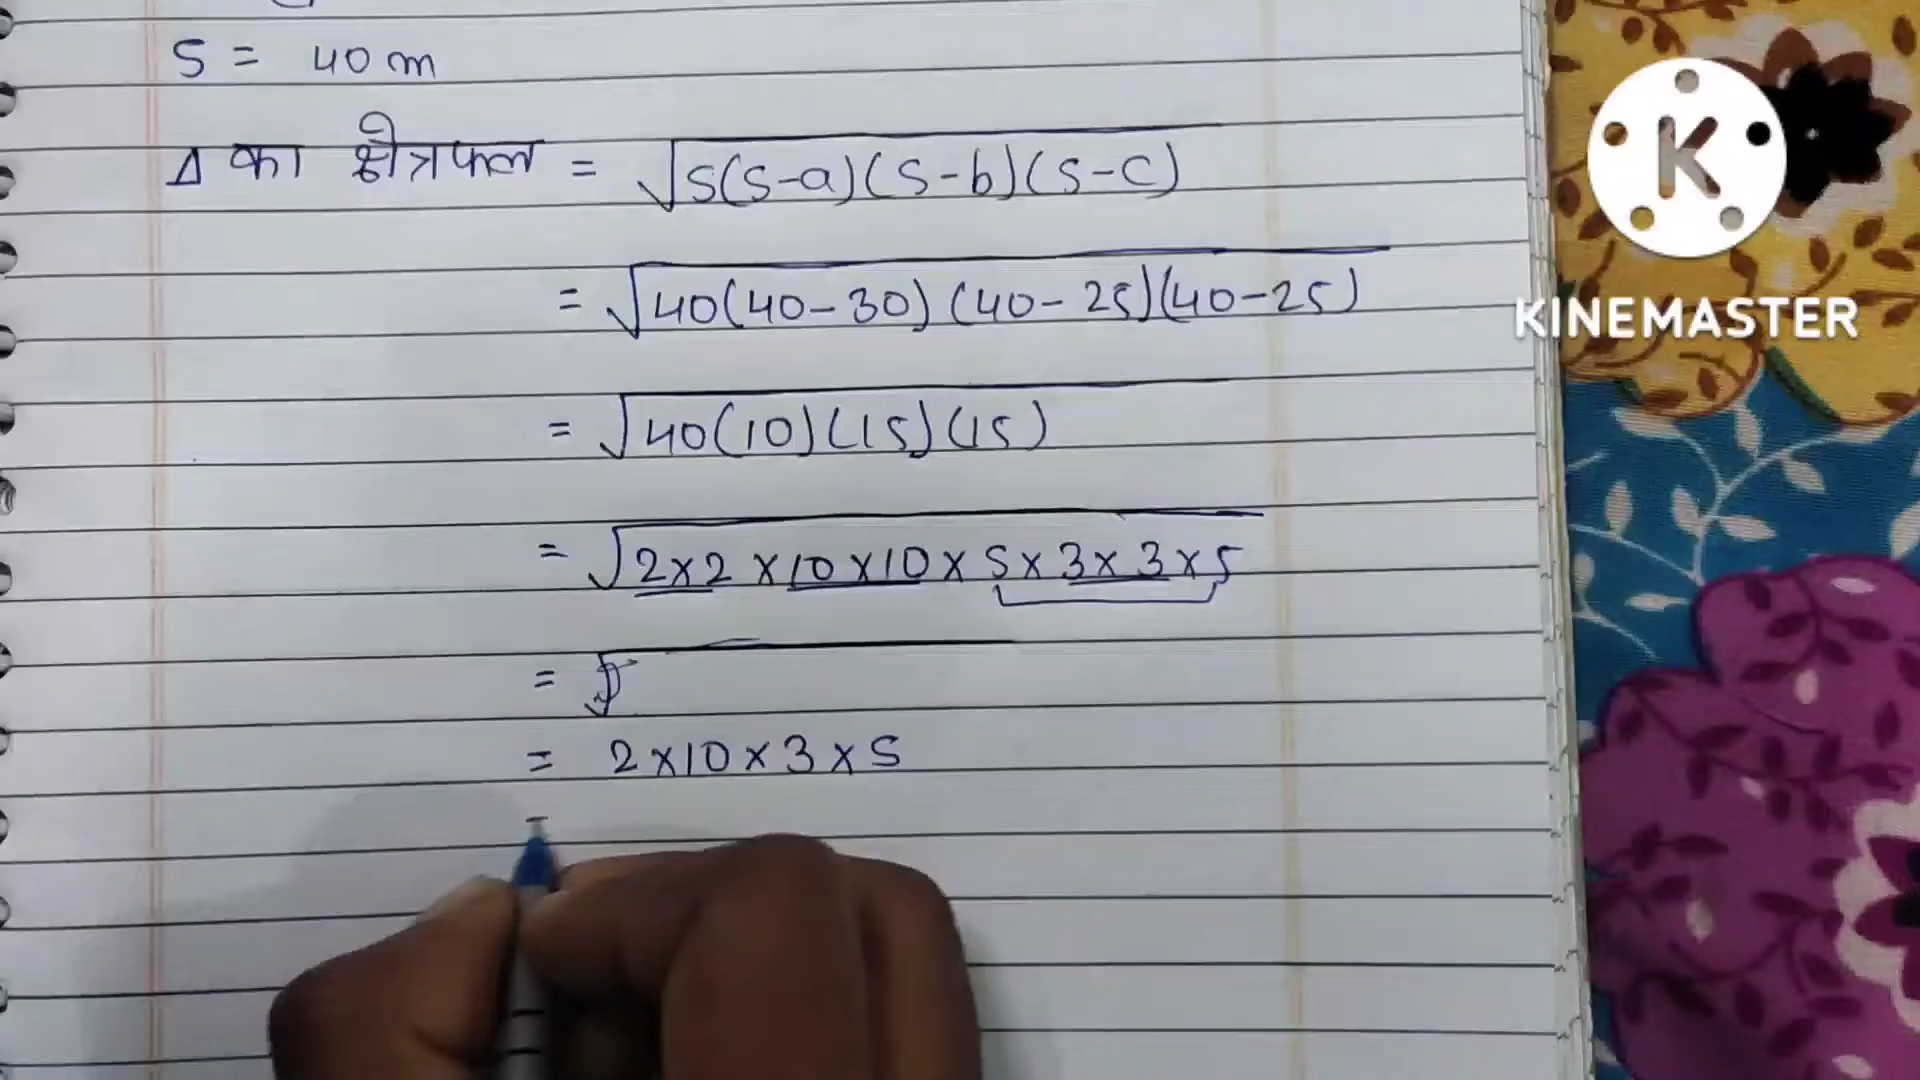 S = 40 m
Δ का क्षेत्रफल = √S(S-a)(S-b)(S-c)
= √40(40-30)(40-25)(40-25)
= √40(10)(15)(15)
= √2×2×10×10×5×3×3×5
= √
= 2×10×3×5
=
K
KINEMASTER